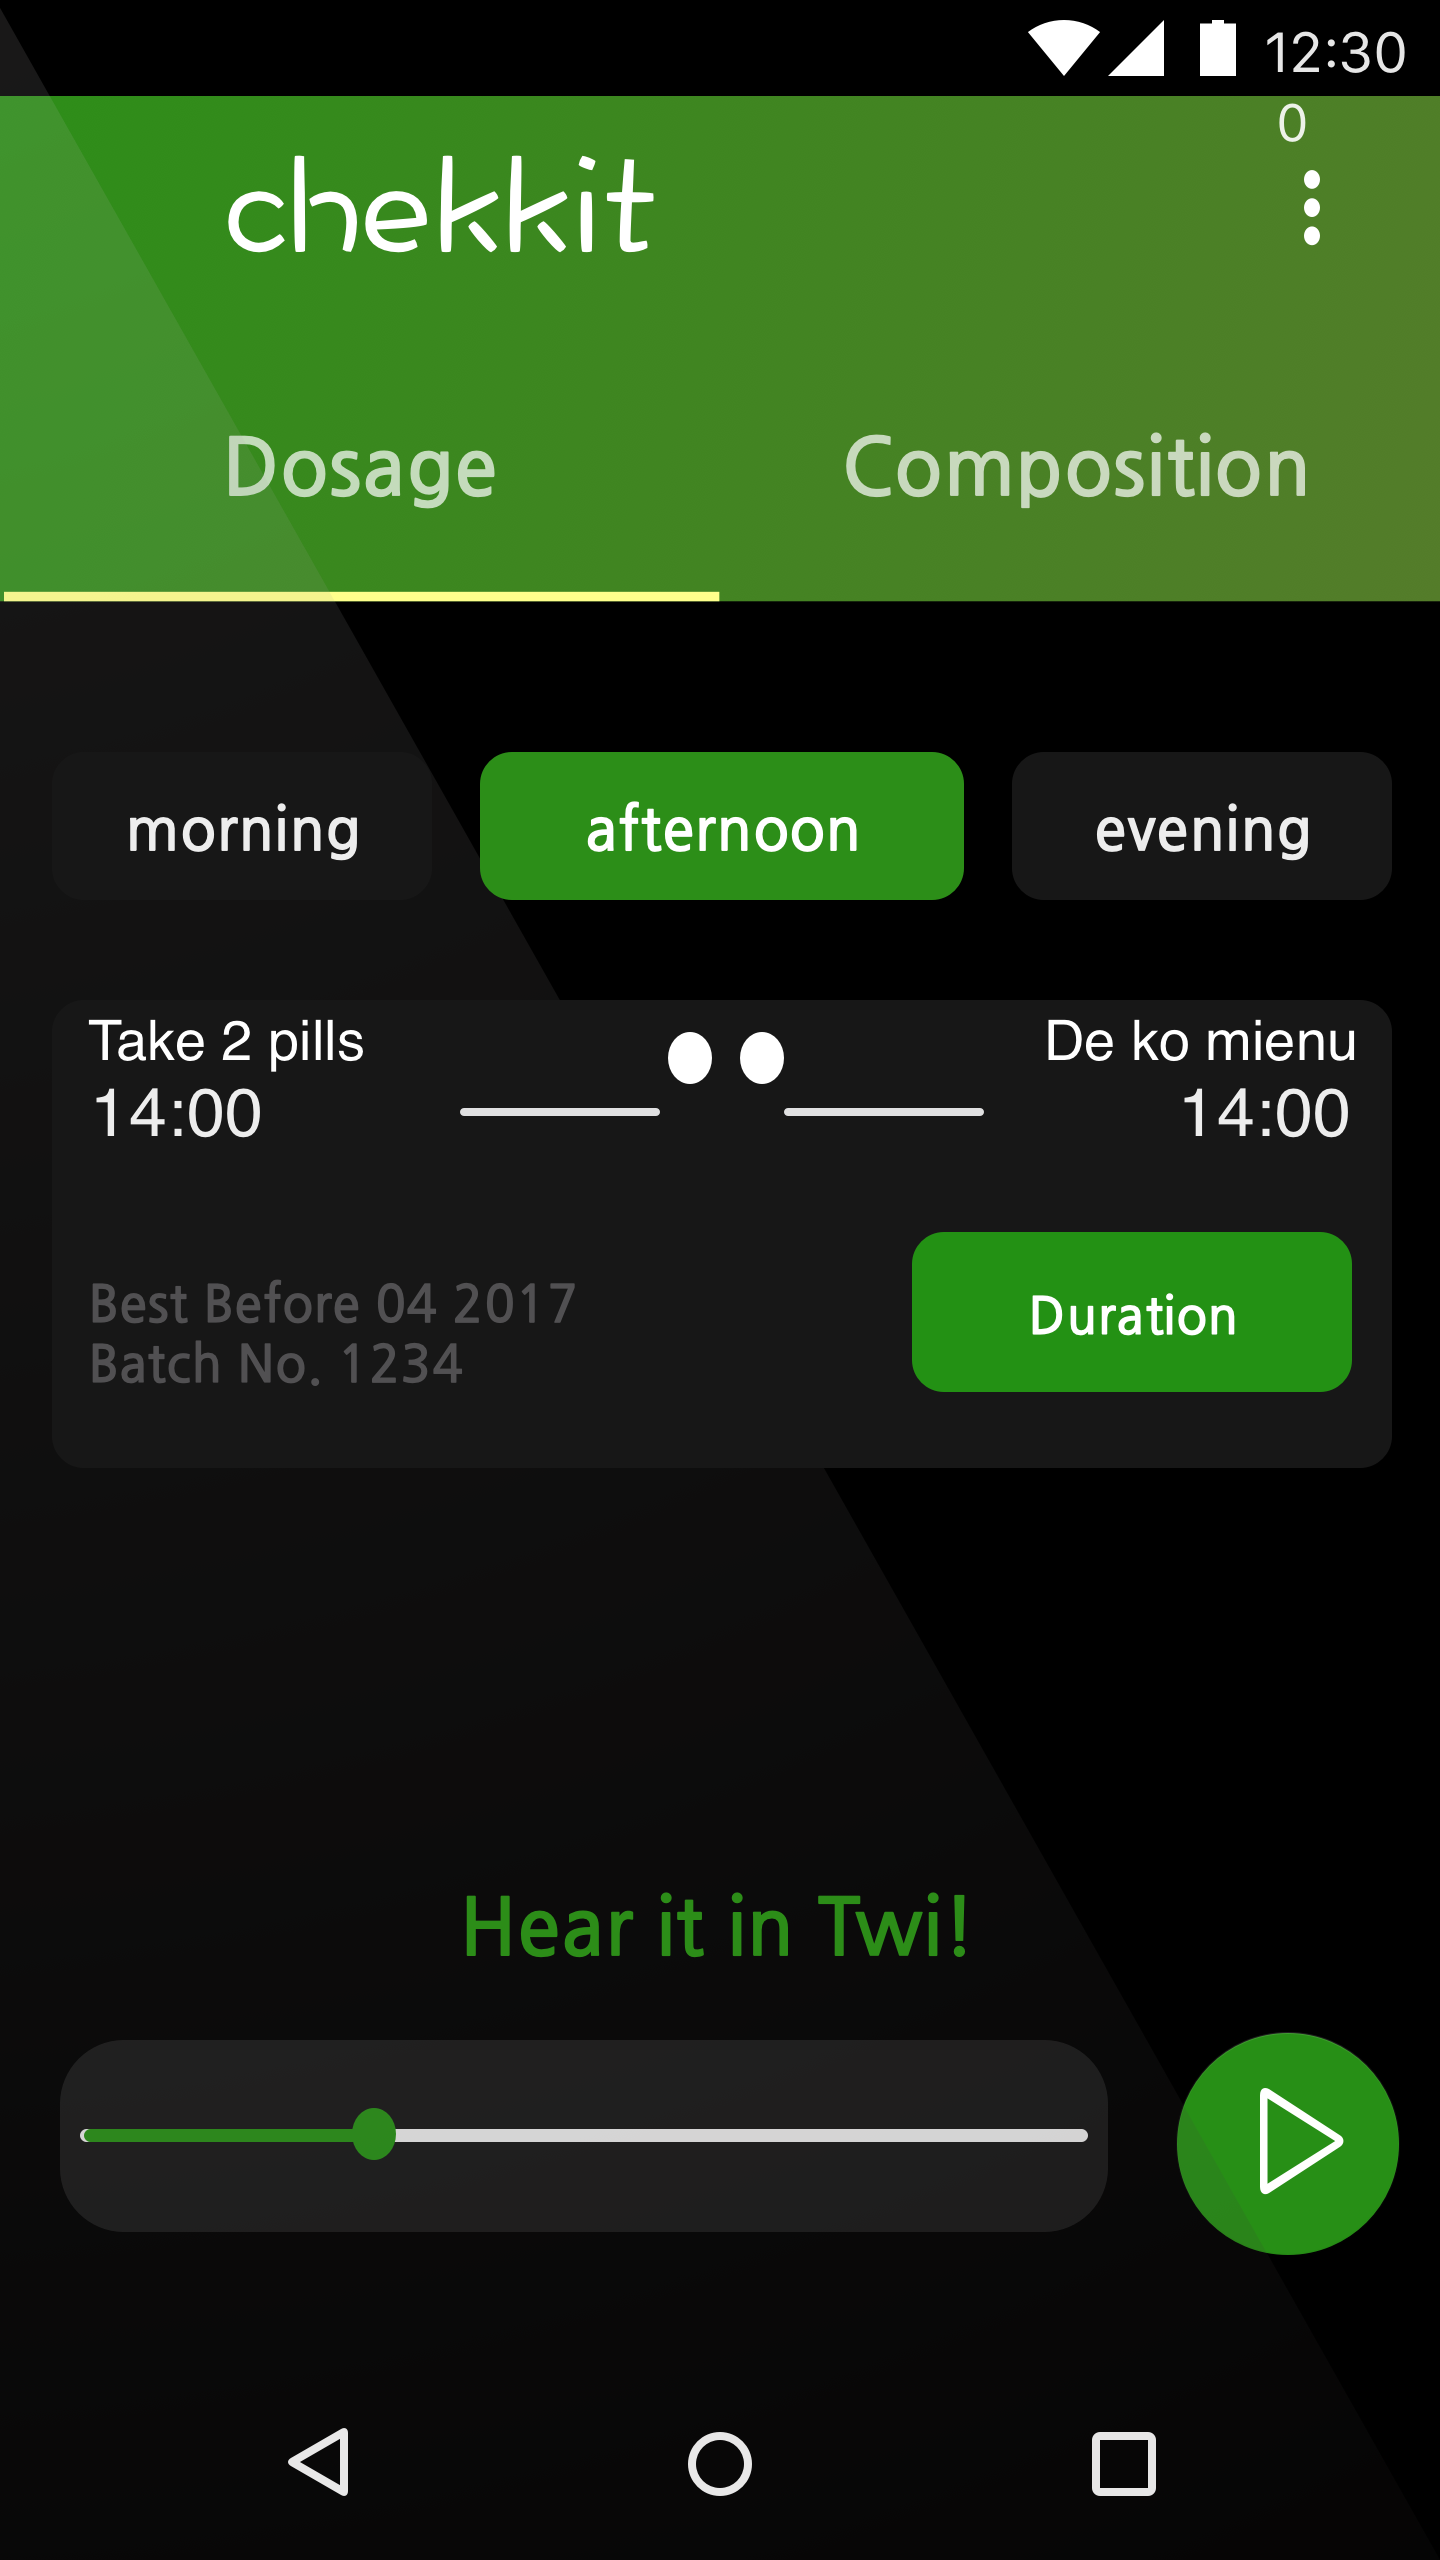 12:30
0
chekkit
Dosage
Composition
morning
afternoon
evening
Take 2 pills
14:00
De ko mienu
14:00
Best Before 04 2017
Batch No. 1234
Duration
Hear it in Twi!